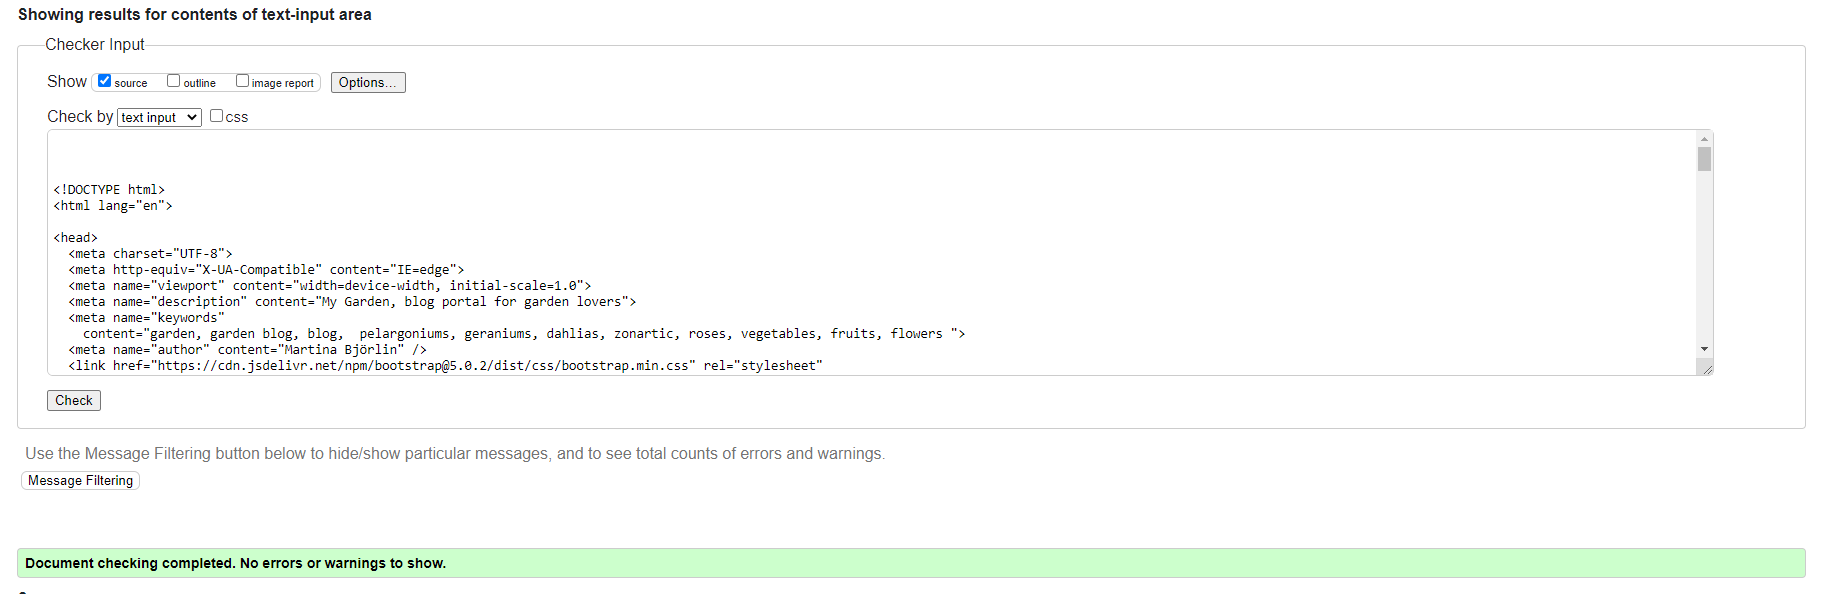 Showing results for contents of text-input area
Checker Input
Show source outline image report Options...
Check by text input css
<!DOCTYPE html>
<html lang="en">
<head>
<meta charset="UTF-8">
<meta http-equiv="X-UA-Compatible" content="IE=edge">
<meta name="viewport" content="width=device-width, initial-scale=1.0">
<meta name="description" content="My Garden, blog portal for garden lovers">
<meta name="keywords"
content="garden, garden blog, blog,  pelargoniums, geraniums, dahlias, zonartic, roses, vegetables, fruits, flowers ">
<meta name="author" content="Martina Björlin" />
<link href="https://cdn.jsdelivr.net/npm/bootstrap@5.0.2/dist/css/bootstrap.min.css" rel="stylesheet"
Check
Use the Message Filtering button below to hide/show particular messages, and to see total counts of errors and warnings.
Message Filtering
Document checking completed. No errors or warnings to show.